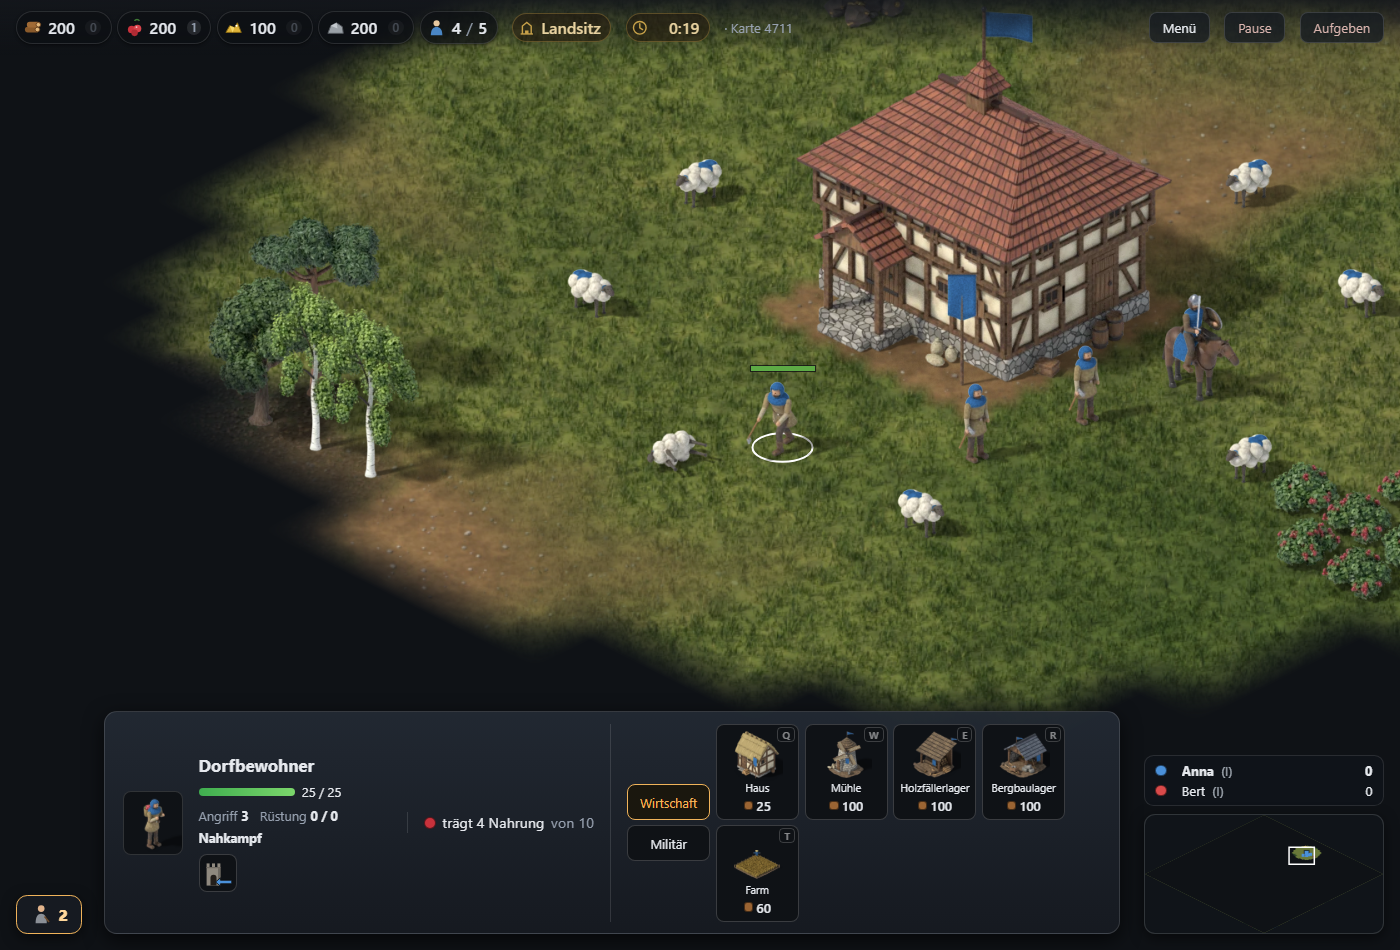 200 0 200 1 100 0 200 0 4 / 5 Landsitz 0:19 · Karte 4711 Menü Pause Aufgeben
Dorfbewohner
25 / 25
Angriff 3 Rüstung 0 / 0
Nahkampf
trägt 4 Nahrung von 10
Wirtschaft
Militär
Q W E R
Haus Mühle Holzfällerlager Bergbaulager
25 100 100 100
T
Farm
60
Anna (I) 0
Bert (I) 0
2